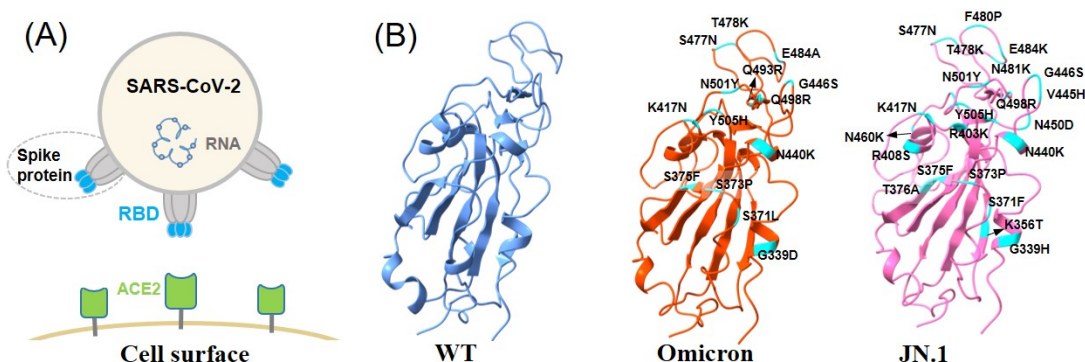 (A)
SARS-CoV-2
RNA
Spike
protein
RBD
ACE2
Cell surface
(B)
WT
T478K
S477N
E484A
Q493R
N501Y
G446S
Q498R
K417N
Y505H
N440K
S375F
S373P
S371L
G339D
Omicron
F480P
S477N
T478K
E484K
N481K
N501Y
G446S
Q498R
V445H
K417N
Y505H
N450D
R403K
N460K
N440K
R408S
S375F
S373P
T376A
S371F
K356T
G339H
JN.1